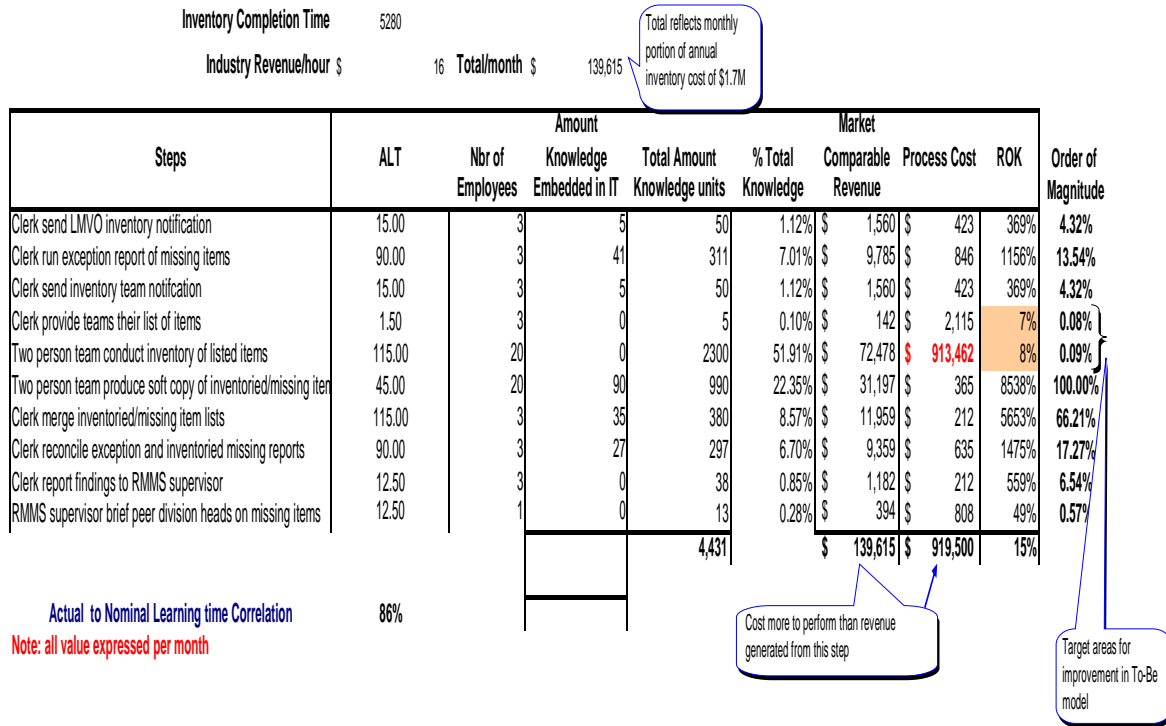 Inventory Completion Time 5280
Industry Revenue/hour $ 16 Total/month $ 139,615
Total reflects monthly
portion of annual
inventory cost of $1.7M
Steps ALT Nbr of Employees Amount Knowledge Embedded in IT Total Amount Knowledge units % Total Knowledge Market Comparable Revenue Process Cost ROK Order of Magnitude
Clerk send LMVO inventory notification 15.00 3 5 50 1.12% $ 1,560 $ 423 369% 4.32%
Clerk run exception report of missing items 90.00 3 41 311 7.01% $ 9,785 $ 846 1156% 13.54%
Clerk send inventory team notifcation 15.00 3 5 50 1.12% $ 1,560 $ 423 369% 4.32%
Clerk provide teams their list of items 1.50 3 0 5 0.10% $ 142 $ 2,115 7% 0.08%
Two person team conduct inventory of listed items 115.00 20 0 2300 51.91% $ 72,478 $ 913,462 8% 0.09%
Two person team produce soft copy of inventoried/missing iten 45.00 20 90 990 22.35% $ 31,197 $ 365 8538% 100.00%
Clerk merge inventoried/missing item lists 115.00 3 35 380 8.57% $ 11,959 $ 212 5653% 66.21%
Clerk reconcile exception and inventoried missing reports 90.00 3 27 297 6.70% $ 9,359 $ 635 1475% 17.27%
Clerk report findings to RMMS supervisor 12.50 3 0 38 0.85% $ 1,182 $ 212 559% 6.54%
RMMS supervisor brief peer division heads on missing items 12.50 1 0 13 0.28% $ 394 $ 808 49% 0.57%
4,431 $ 139,615 $ 919,500 15%
Actual to Nominal Learning time Correlation 86%
Note: all value expressed per month
Cost more to perform than revenue
generated from this step
Target areas for
improvement in To-Be
model